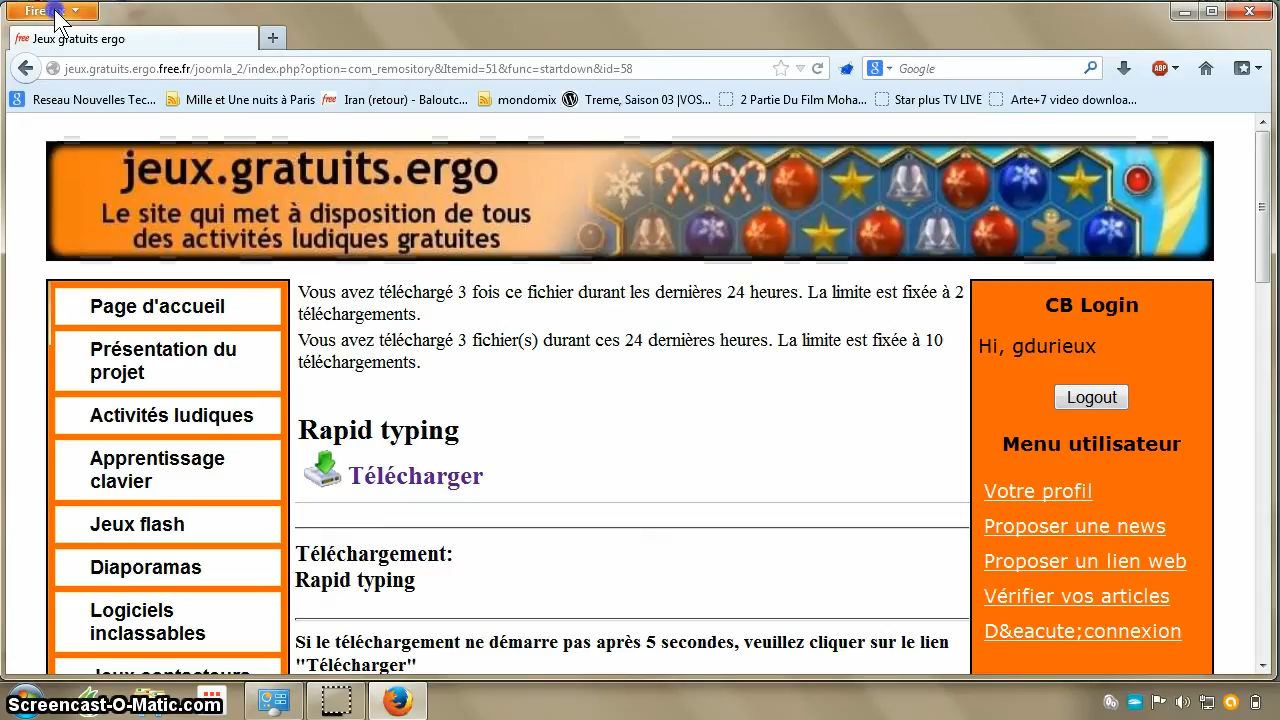 Firefox
Jeux gratuits ergo
jeux.gratuits.ergo.free.fr/joomla_2/index.php?option=com_remository&Itemid=51&func=startdown&id=58
Google
ABP
Reseau Nouvelles Tec...
Mille et Une nuits à Paris
free
Iran (retour) - Baloutc...
mondomix
Treme, Saison 03 |VOS...
2 Partie Du Film Moha...
Star plus TV LIVE
Arte+7 video downloa...
jeux.gratuits.ergo
Le site qui met à disposition de tous
des activités ludiques gratuites
Page d'accueil
Présentation du
projet
Activités ludiques
Apprentissage
clavier
Jeux flash
Diaporamas
Logiciels
inclassables
Jeux contacteurs
Vous avez téléchargé 3 fois ce fichier durant les dernières 24 heures. La limite est fixée à 2
téléchargements.
Vous avez téléchargé 3 fichier(s) durant ces 24 dernières heures. La limite est fixée à 10
téléchargements.
Rapid typing
Télécharger
Téléchargement:
Rapid typing
Si le téléchargement ne démarre pas après 5 secondes, veuillez cliquer sur le lien
"Télécharger"
CB Login
Hi, gdurieux
Logout
Menu utilisateur
Votre profil
Proposer une news
Proposer un lien web
Vérifier vos articles
D&eacute;connexion
Screencast-O-Matic.com